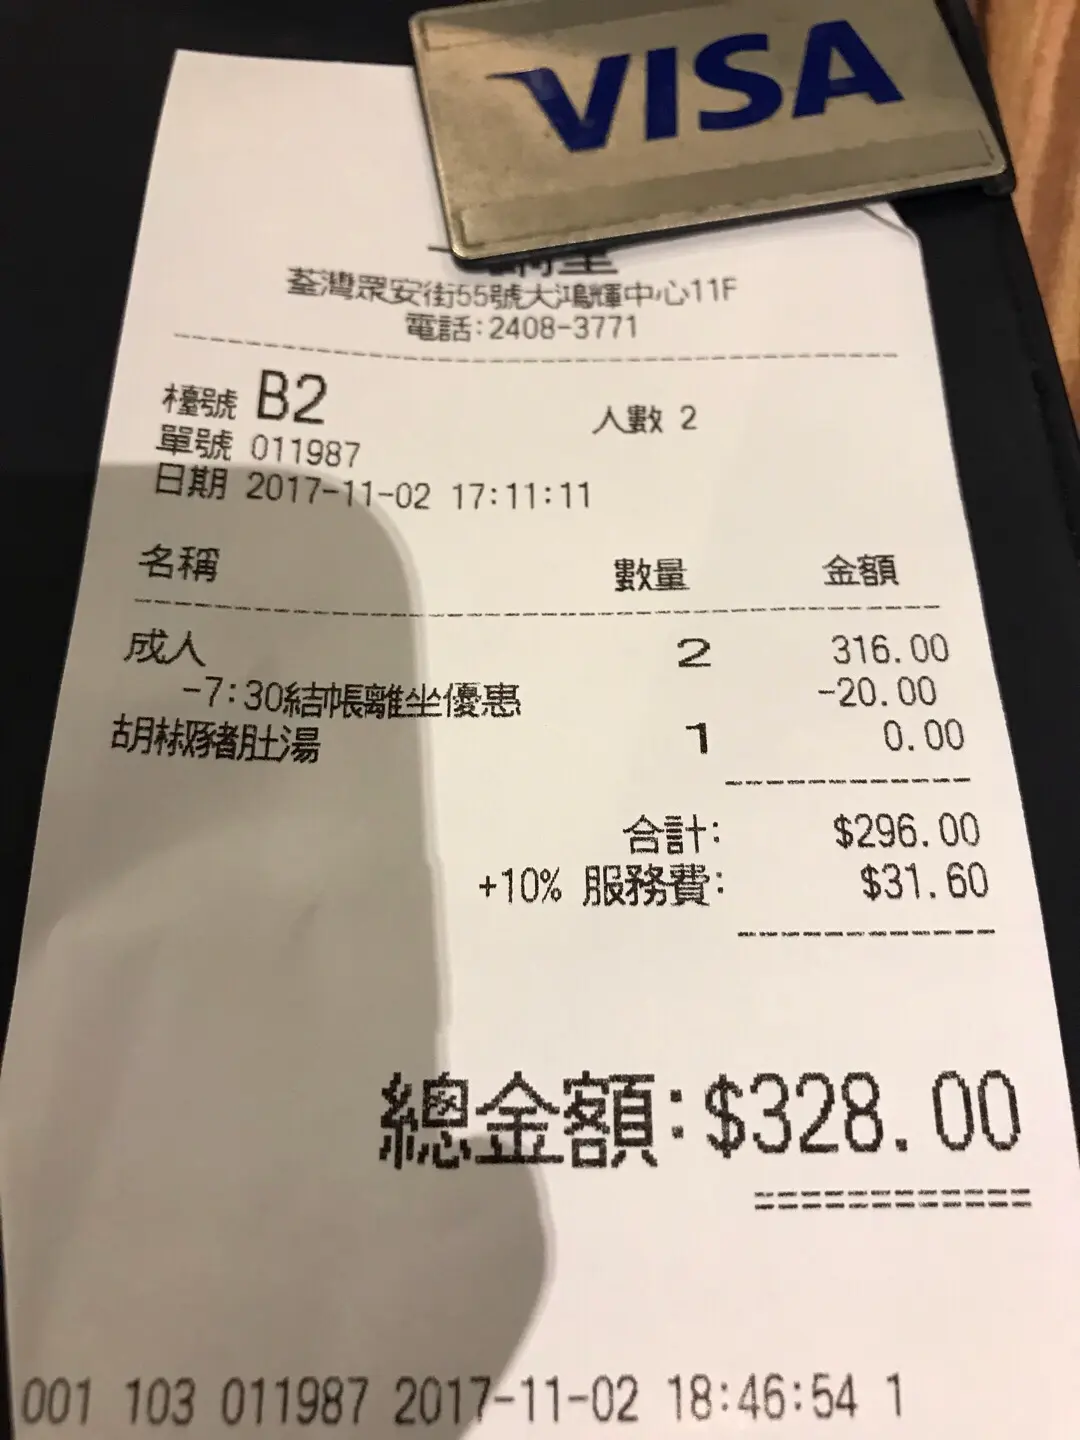 VISA
荃灣眾安街55號大鴻輝中心11F
電話:2408-3771
檯號 B2 人數 2
單號 011987
日期 2017-11-02 17:11:11
名稱 數量 金額
成人 2 316.00
-7:30結帳離坐優惠 -20.00
胡椒豚豬肚湯 1 0.00
合計: $296.00
+10% 服務費: $31.60
總金額:$328.00
001 103 011987 2017-11-02 18:46:54 1